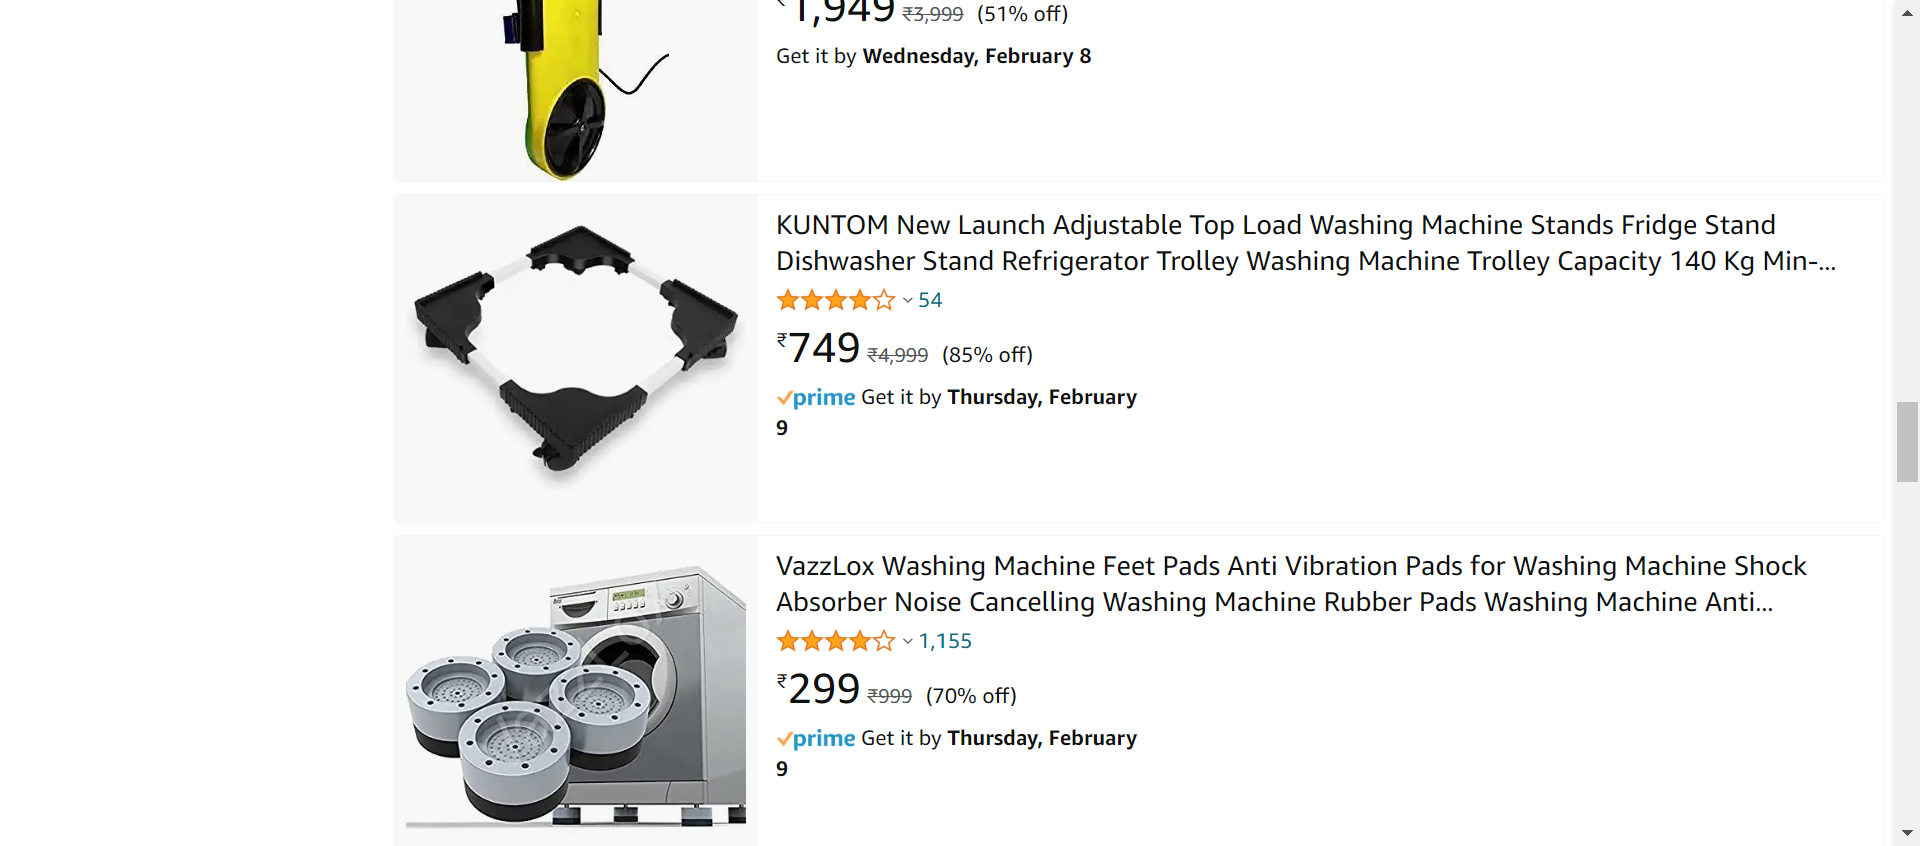 ₹1,949 ₹3,999 (51% off)
Get it by Wednesday, February 8
KUNTOM New Launch Adjustable Top Load Washing Machine Stands Fridge Stand
Dishwasher Stand Refrigerator Trolley Washing Machine Trolley Capacity 140 Kg Min-...
54
₹749 ₹4,999 (85% off)
prime Get it by Thursday, February
9
VazzLox Washing Machine Feet Pads Anti Vibration Pads for Washing Machine Shock
Absorber Noise Cancelling Washing Machine Rubber Pads Washing Machine Anti...
1,155
₹299 ₹999 (70% off)
prime Get it by Thursday, February
9